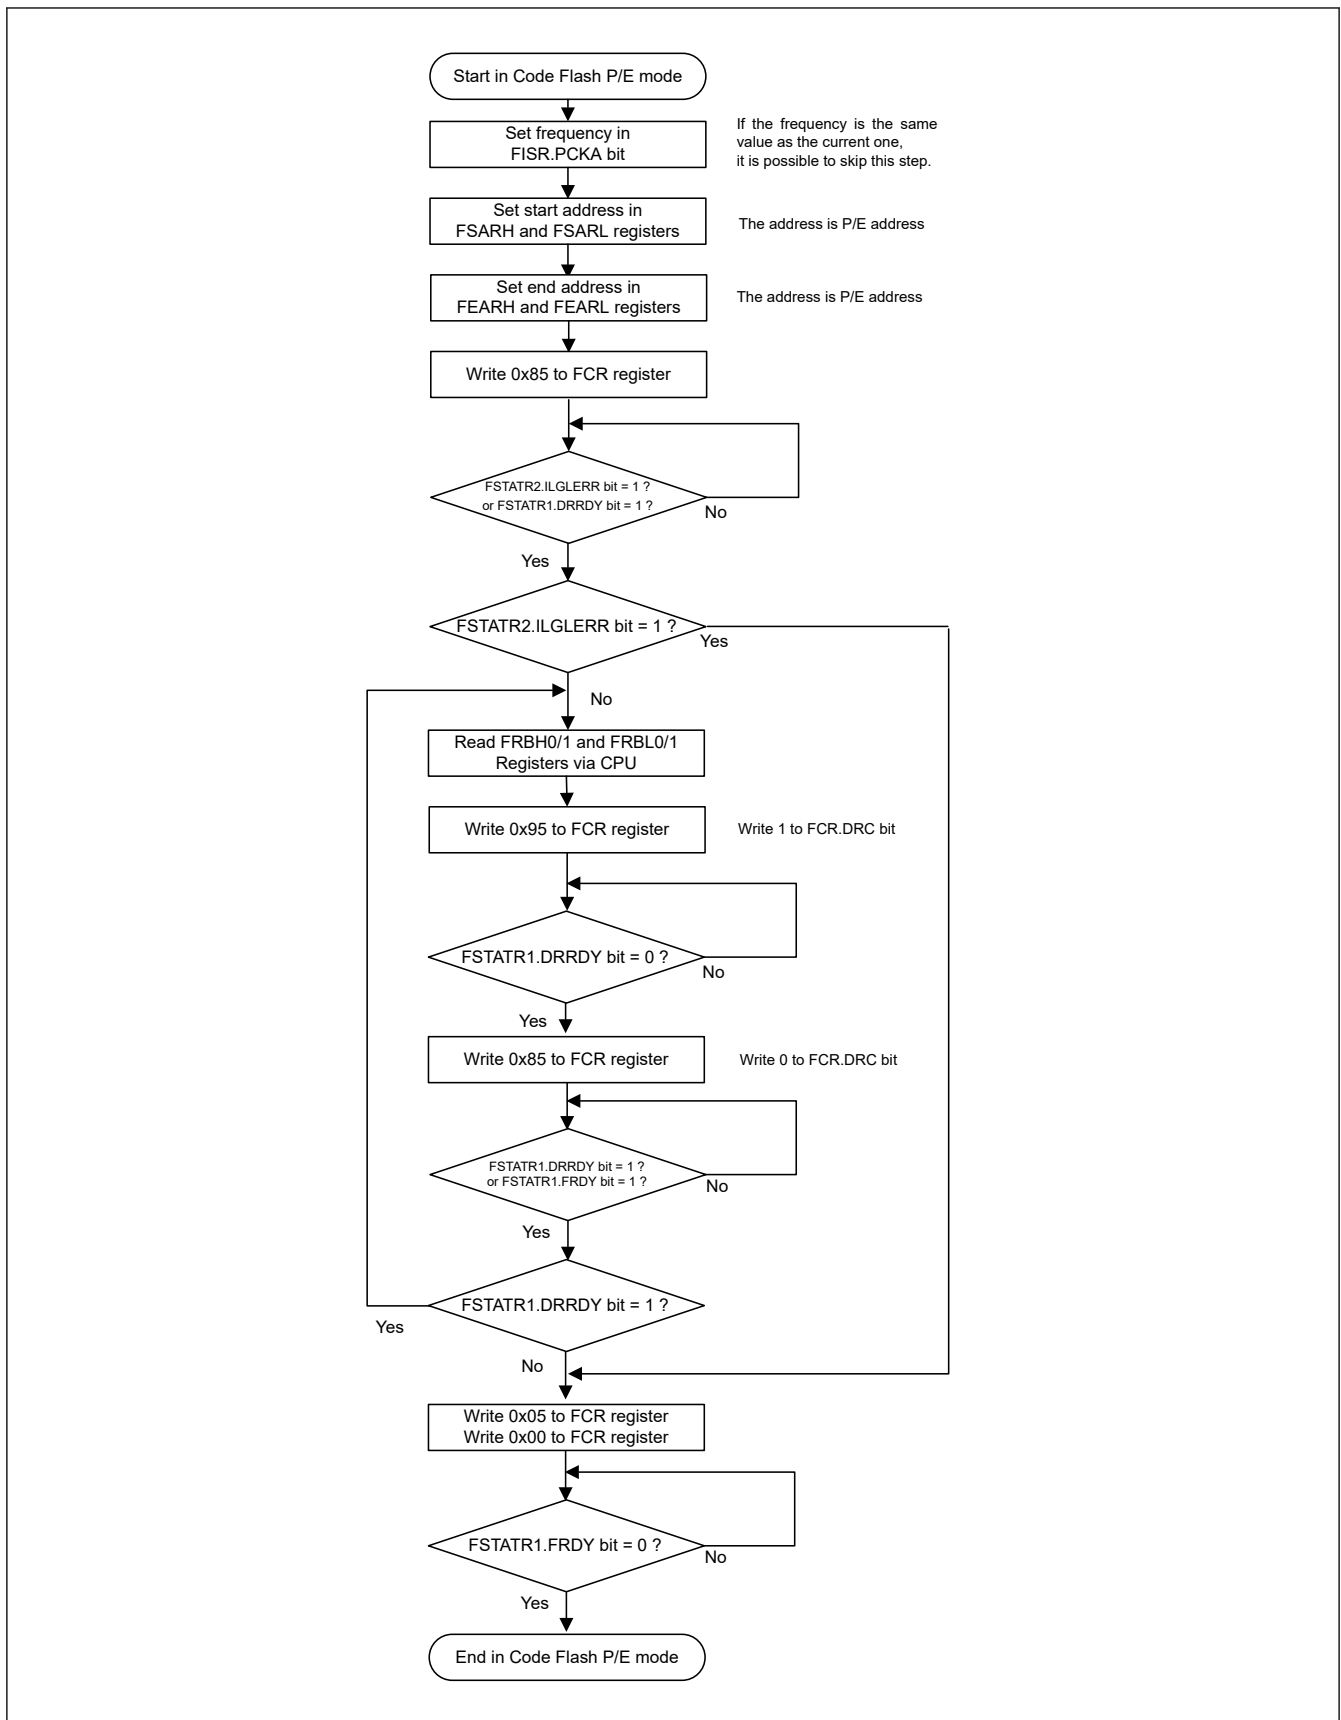 Start in Code Flash P/E mode
Set frequency in
FISR.PCKA bit
If the frequency is the same
value as the current one,
it is possible to skip this step.
Set start address in
FSARH and FSARL registers
The address is P/E address
Set end address in
FEARH and FEARL registers
The address is P/E address
Write 0x85 to FCR register
FSTATR2.ILGLERR bit = 1 ?
or FSTATR1.DRRDY bit = 1 ?
No
Yes
FSTATR2.ILGLERR bit = 1 ?
Yes
No
Read FRBH0/1 and FRBL0/1
Registers via CPU
Write 0x95 to FCR register
Write 1 to FCR.DRC bit
FSTATR1.DRRDY bit = 0 ?
No
Yes
Write 0x85 to FCR register
Write 0 to FCR.DRC bit
FSTATR1.DRRDY bit = 1 ?
or FSTATR1.FRDY bit = 1 ?
No
Yes
FSTATR1.DRRDY bit = 1 ?
Yes
No
Write 0x05 to FCR register
Write 0x00 to FCR register
FSTATR1.FRDY bit = 0 ?
No
Yes
End in Code Flash P/E mode